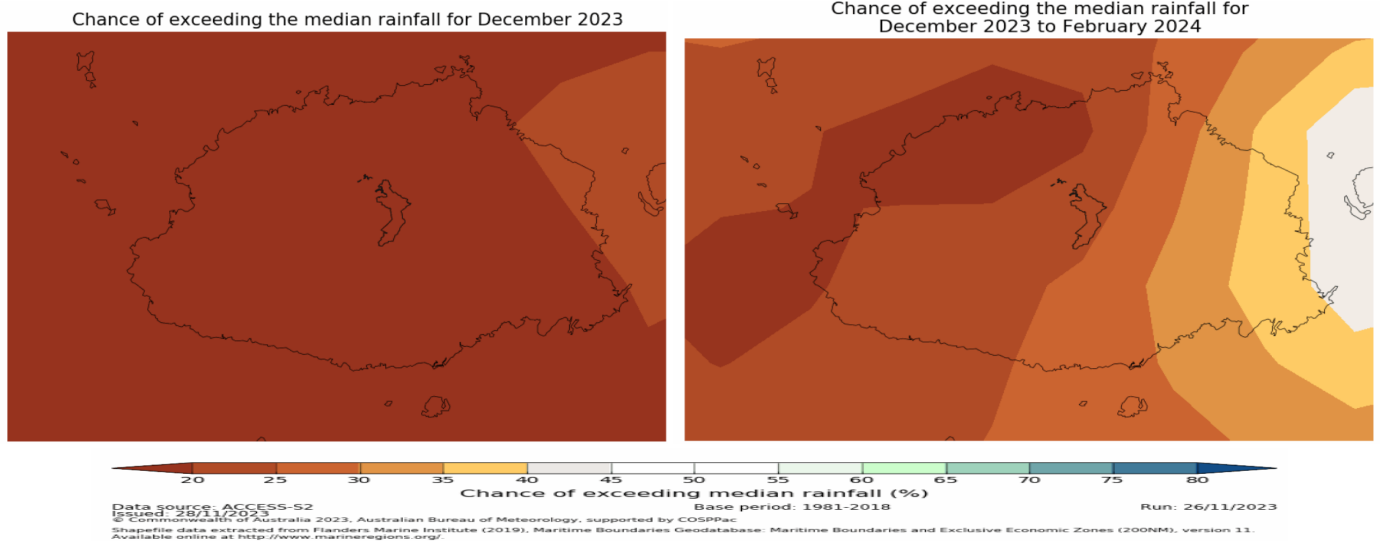 Chance of exceeding the median rainfall for December 2023
Chance of exceeding the median rainfall for
December 2023 to February 2024
20 25 30 35 40 45 50 55 60 65 70 75 80
Chance of exceeding median rainfall (%)
Data source: ACCESS-S2 Base period: 1981-2018 Run: 26/11/2023
Issued: 28/11/2023
© Commonwealth of Australia 2023, Australian Bureau of Meteorology, supported by COSPPac
Shapefile data extracted from Flanders Marine Institute (2019), Maritime Boundaries Geodatabase: Maritime Boundaries and Exclusive Economic Zones (200NM), version 11.
Available online at http://www.marineregions.org/.